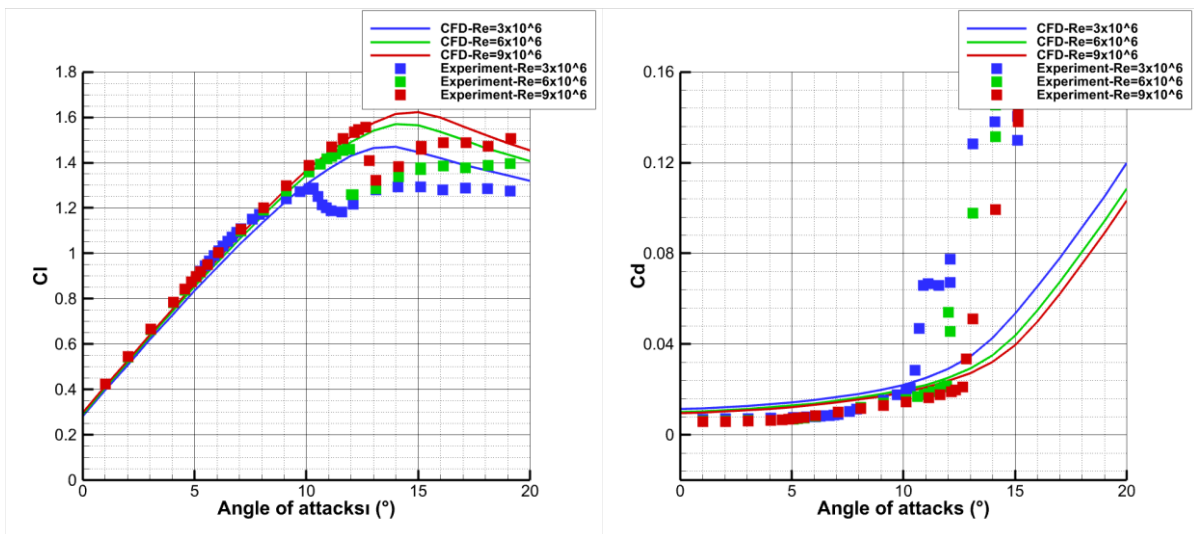 CFD-Re=3x10^6
CFD-Re=6x10^6
CFD-Re=9x10^6
Experiment-Re=3x10^6
Experiment-Re=6x10^6
Experiment-Re=9x10^6
1.8
1.6
1.4
1.2
1
0.8
0.6
0.4
0.2
0
Cl
0 5 10 15 20
Angle of attacksı (°)
CFD-Re=3x10^6
CFD-Re=6x10^6
CFD-Re=9x10^6
Experiment-Re=3x10^6
Experiment-Re=6x10^6
Experiment-Re=9x10^6
0.16
0.12
0.08
0.04
0
Cd
0 5 10 15 20
Angle of attacks (°)